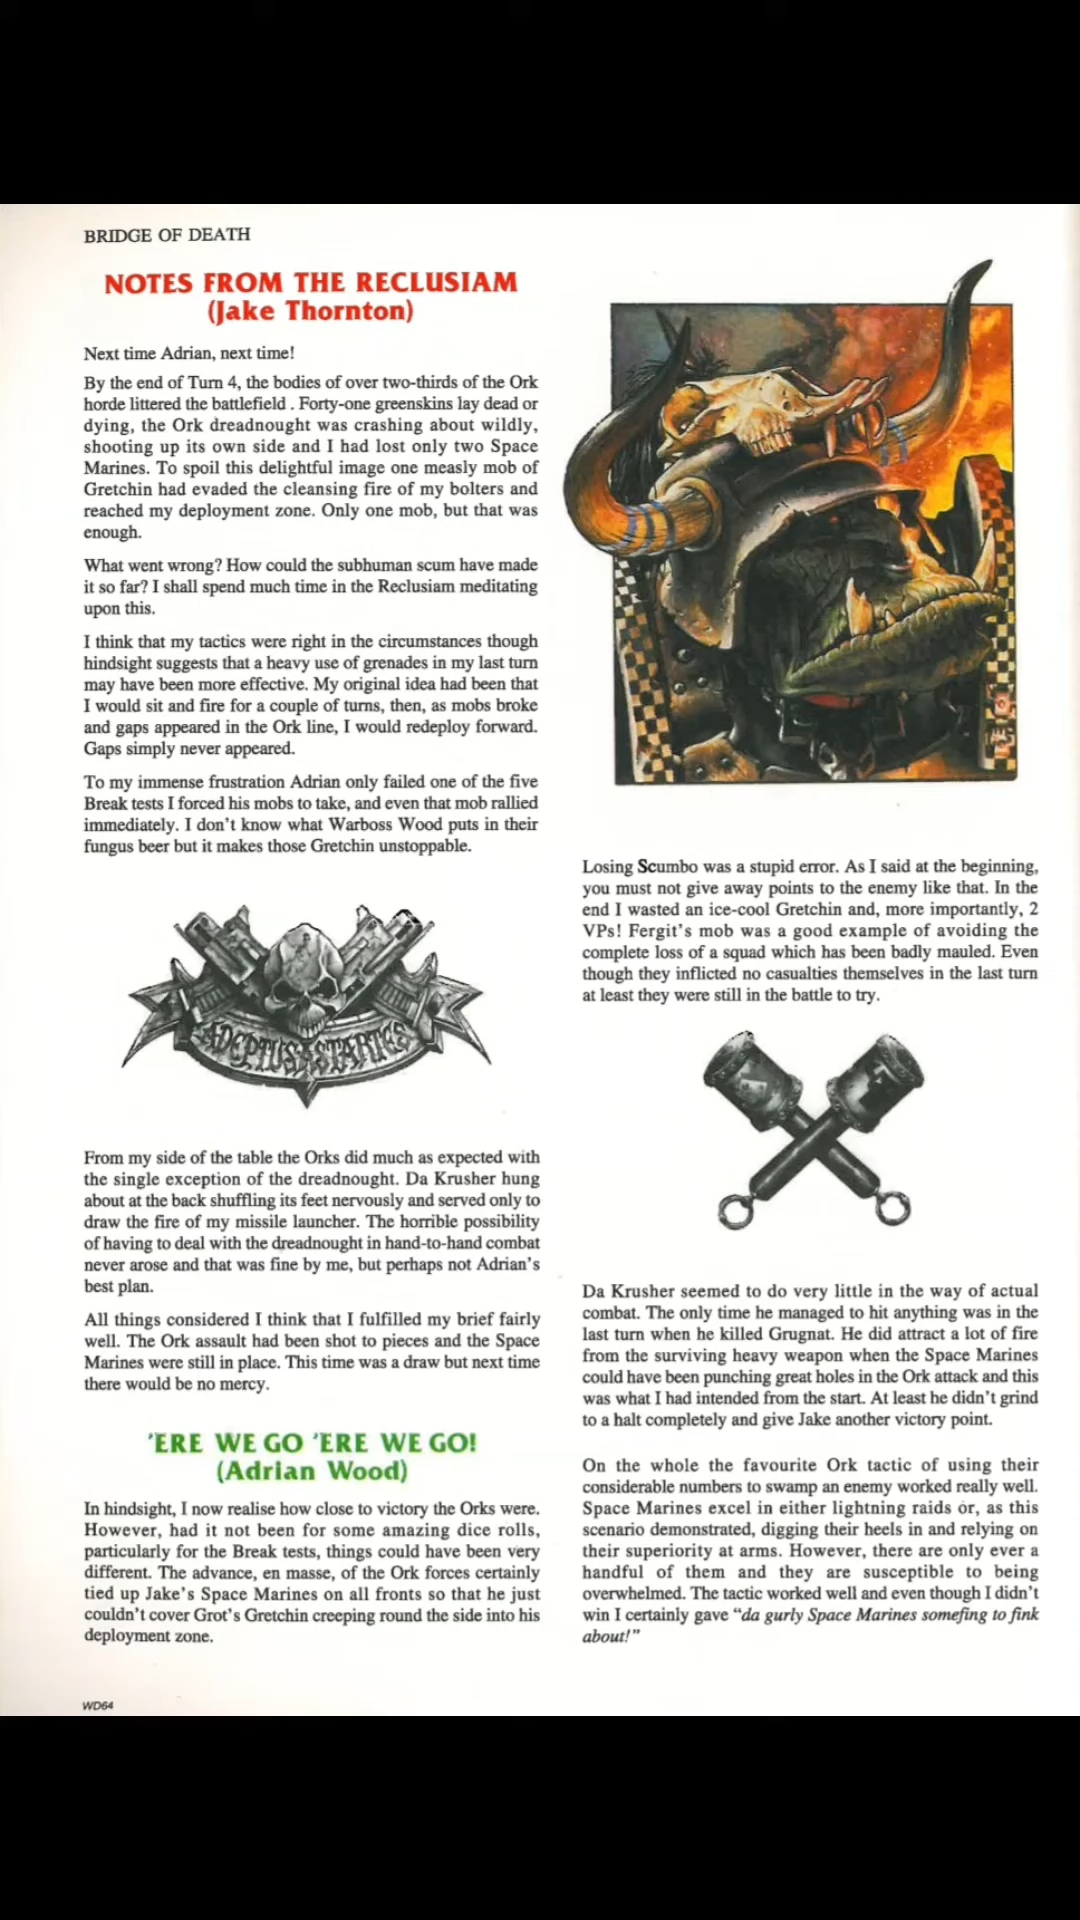 BRIDGE OF DEATH
NOTES FROM THE RECLUSIAM
(Jake Thornton)
Next time Adrian, next time!
By the end of Turn 4, the bodies of over two-thirds of the Ork
horde littered the battlefield . Forty-one greenskins lay dead or
dying, the Ork dreadnought was crashing about wildly,
shooting up its own side and I had lost only two Space
Marines. To spoil this delightful image one measly mob of
Gretchin had evaded the cleansing fire of my bolters and
reached my deployment zone. Only one mob, but that was
enough.
What went wrong? How could the subhuman scum have made
it so far? I shall spend much time in the Reclusiam meditating
upon this.
I think that my tactics were right in the circumstances though
hindsight suggests that a heavy use of grenades in my last turn
may have been more effective. My original idea had been that
I would sit and fire for a couple of turns, then, as mobs broke
and gaps appeared in the Ork line, I would redeploy forward.
Gaps simply never appeared.
To my immense frustration Adrian only failed one of the five
Break tests I forced his mobs to take, and even that mob rallied
immediately. I don't know what Warboss Wood puts in their
fungus beer but it makes those Gretchin unstoppable.
ADEPTUS ASTARTES
From my side of the table the Orks did much as expected with
the single exception of the dreadnought. Da Krusher hung
about at the back shuffling its feet nervously and served only to
draw the fire of my missile launcher. The horrible possibility
of having to deal with the dreadnought in hand-to-hand combat
never arose and that was fine by me, but perhaps not Adrian's
best plan.
All things considered I think that I fulfilled my brief fairly
well. The Ork assault had been shot to pieces and the Space
Marines were still in place. This time was a draw but next time
there would be no mercy.
'ERE WE GO 'ERE WE GO!
(Adrian Wood)
In hindsight, I now realise how close to victory the Orks were.
However, had it not been for some amazing dice rolls,
particularly for the Break tests, things could have been very
different. The advance, en masse, of the Ork forces certainly
tied up Jake's Space Marines on all fronts so that he just
couldn't cover Grot's Gretchin creeping round the side into his
deployment zone.
Losing Scumbo was a stupid error. As I said at the beginning,
you must not give away points to the enemy like that. In the
end I wasted an ice-cool Gretchin and, more importantly, 2
VPs! Fergit's mob was a good example of avoiding the
complete loss of a squad which has been badly mauled. Even
though they inflicted no casualties themselves in the last turn
at least they were still in the battle to try.
Da Krusher seemed to do very little in the way of actual
combat. The only time he managed to hit anything was in the
last turn when he killed Grugnat. He did attract a lot of fire
from the surviving heavy weapon when the Space Marines
could have been punching great holes in the Ork attack and this
was what I had intended from the start. At least he didn't grind
to a halt completely and give Jake another victory point.
On the whole the favourite Ork tactic of using their
considerable numbers to swamp an enemy worked really well.
Space Marines excel in either lightning raids or, as this
scenario demonstrated, digging their heels in and relying on
their superiority at arms. However, there are only ever a
handful of them and they are susceptible to being
overwhelmed. The tactic worked well and even though I didn't
win I certainly gave "da gurly Space Marines somefing to fink
about!"
WD64